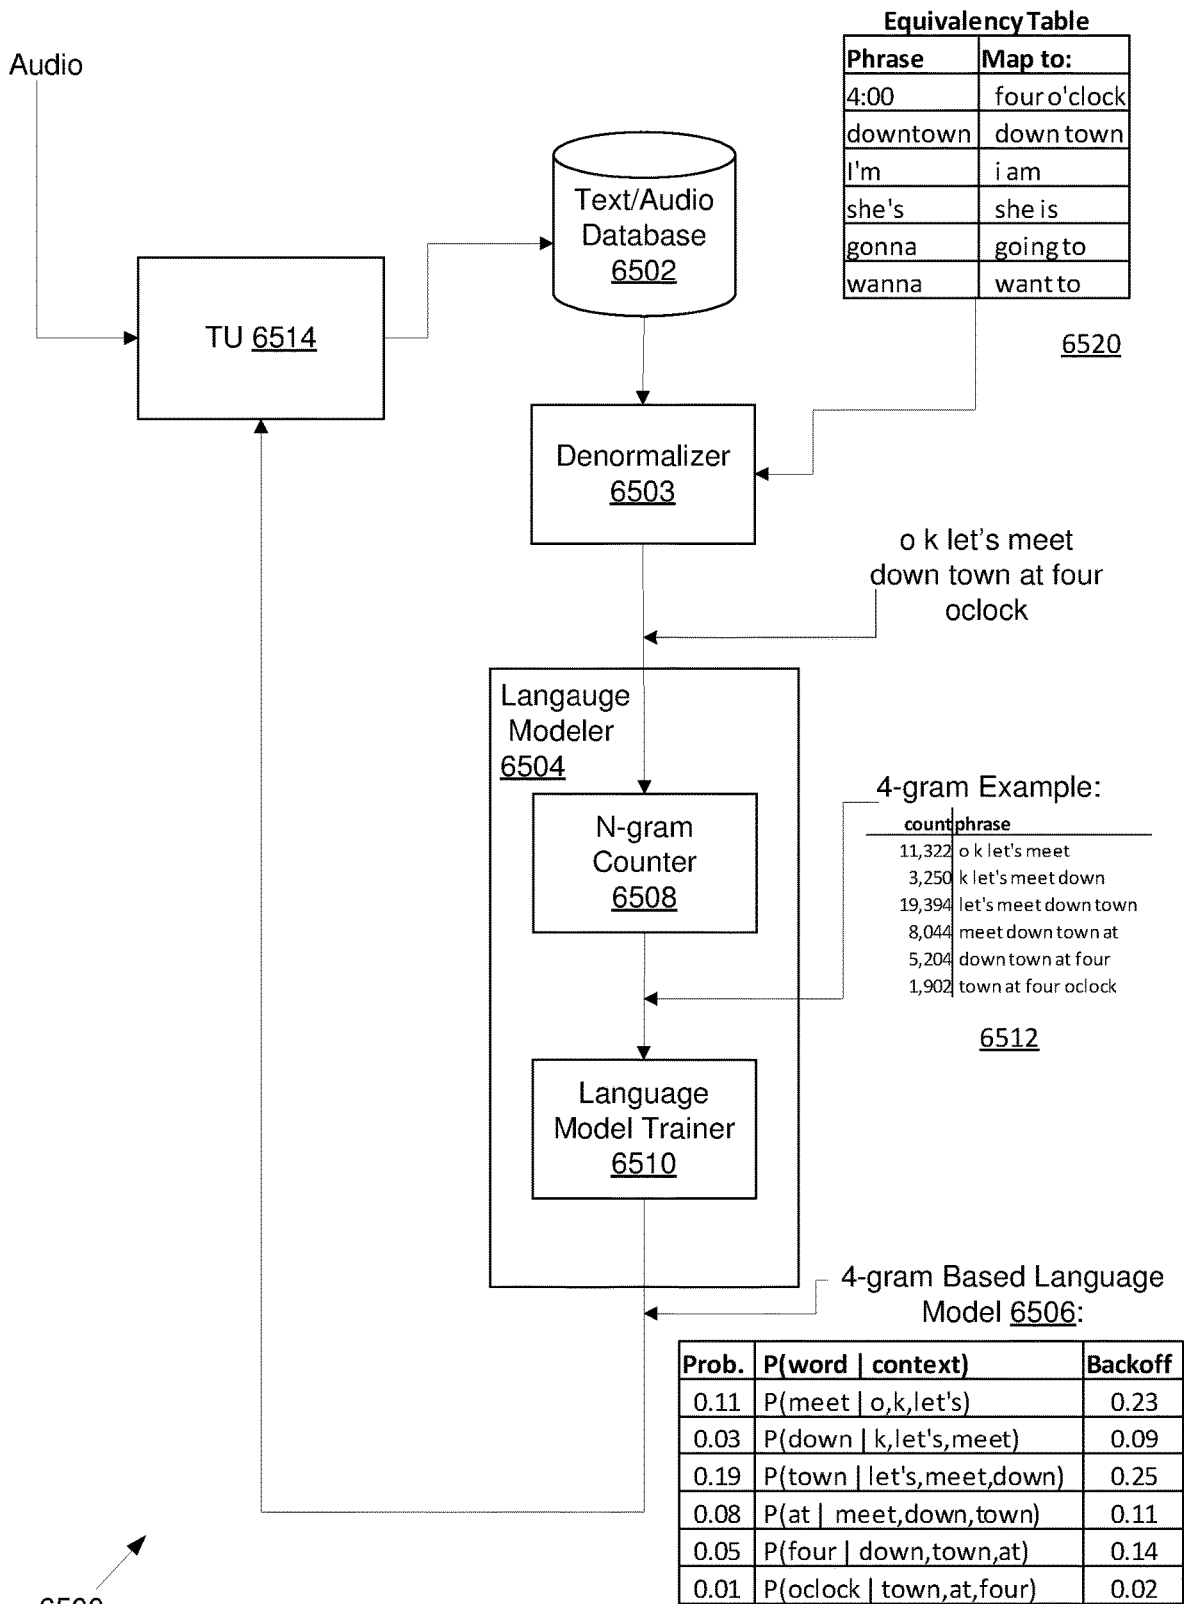 Equivalency Table
Phrase Map to:
4:00 four o'clock
downtown down town
I'm i am
she's she is
gonna going to
wanna want to
6520
Audio
Text/Audio
Database
6502
TU 6514
Denormalizer
6503
o k let's meet
down town at four
oclock
Langauge
Modeler
6504
N-gram
Counter
6508
4-gram Example:
count phrase
11,322 o k let's meet
3,250 k let's meet down
19,394 let's meet down town
8,044 meet down town at
5,204 down town at four
1,902 town at four oclock
6512
Language
Model Trainer
6510
4-gram Based Language
Model 6506:
Prob. P(word | context) Backoff
0.11 P(meet | o,k,let's) 0.23
0.03 P(down | k,let's,meet) 0.09
0.19 P(town | let's,meet,down) 0.25
0.08 P(at | meet,down,town) 0.11
0.05 P(four | down,town,at) 0.14
0.01 P(oclock | town,at,four) 0.02